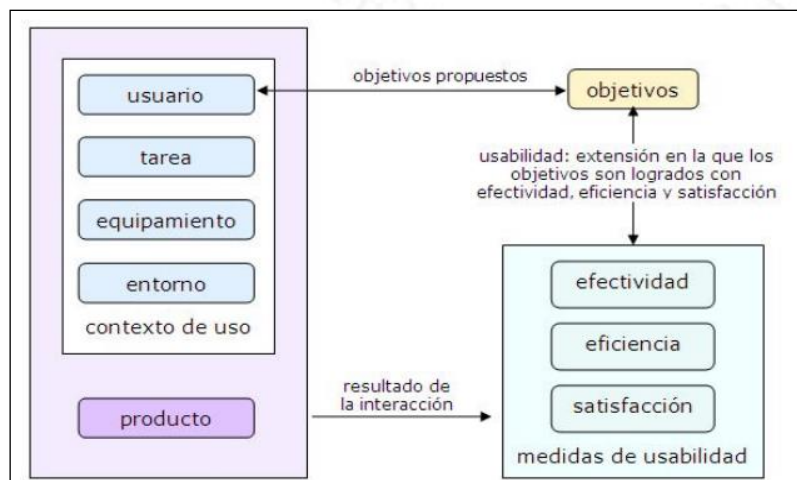 usuario
tarea
equipamiento
entorno
contexto de uso
producto
objetivos propuestos
objetivos
usabilidad: extensión en la que los
objetivos son logrados con
efectividad, eficiencia y satisfacción
resultado de
la interacción
efectividad
eficiencia
satisfacción
medidas de usabilidad